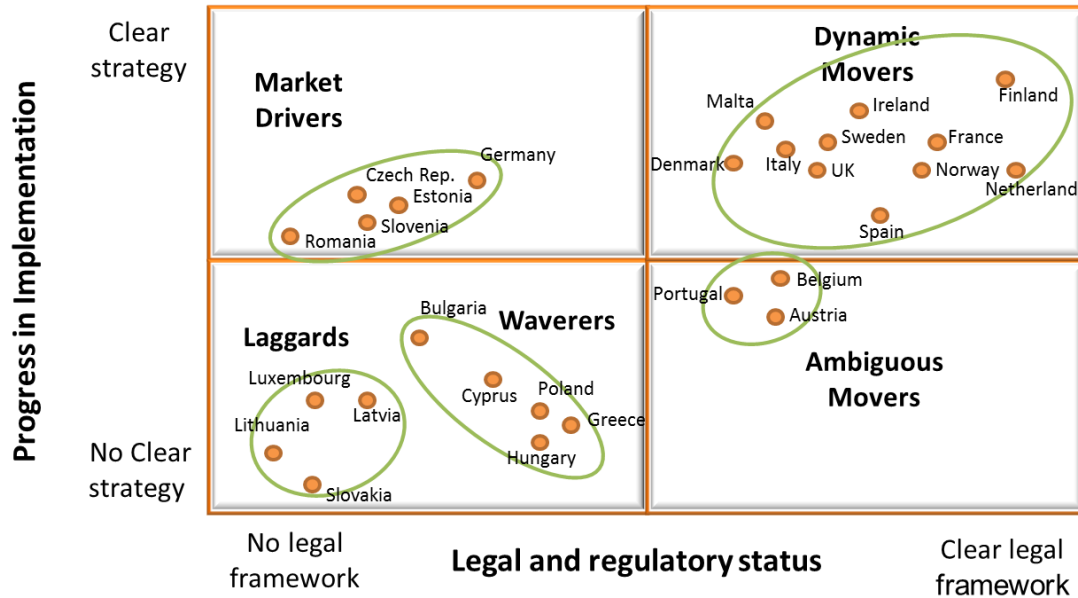 Progress in Implementation
Clear
strategy
No Clear
strategy
Market
Drivers
Germany
Czech Rep.
Estonia
Slovenia
Romania
Dynamic
Movers
Finland
Malta
Ireland
Sweden
France
Denmark
Italy
UK
Norway
Netherland
Spain
Laggards
Luxembourg
Latvia
Lithuania
Slovakia
Waverers
Bulgaria
Cyprus
Poland
Greece
Hungary
Belgium
Portugal
Austria
Ambiguous
Movers
No legal
framework
Legal and regulatory status
Clear legal
framework